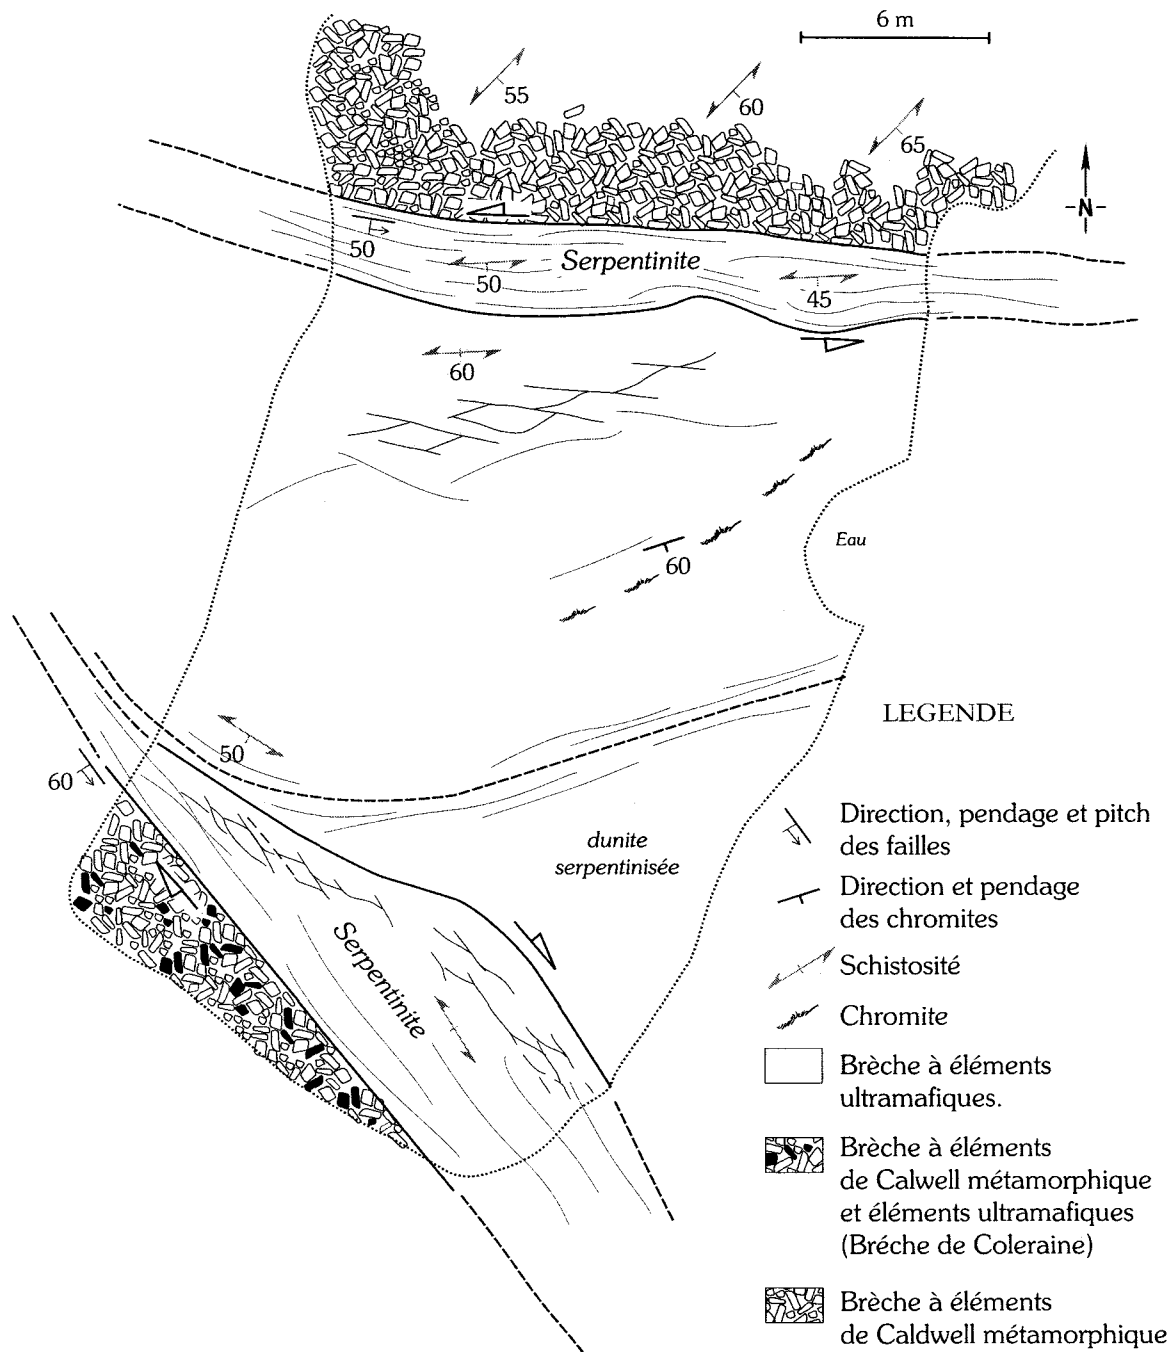 6 m
55
60
65
-N-
50
Serpentinite
50
45
60
Eau
60
LEGENDE
50
60
dunite
serpentinisée
Serpentinite
Direction, pendage et pitch
des failles
Direction et pendage
des chromites
Schistosité
Chromite
Brèche à éléments
ultramafiques.
Brèche à éléments
de Calwell métamorphique
et éléments ultramafiques
(Bréche de Coleraine)
Brèche à éléments
de Caldwell métamorphique